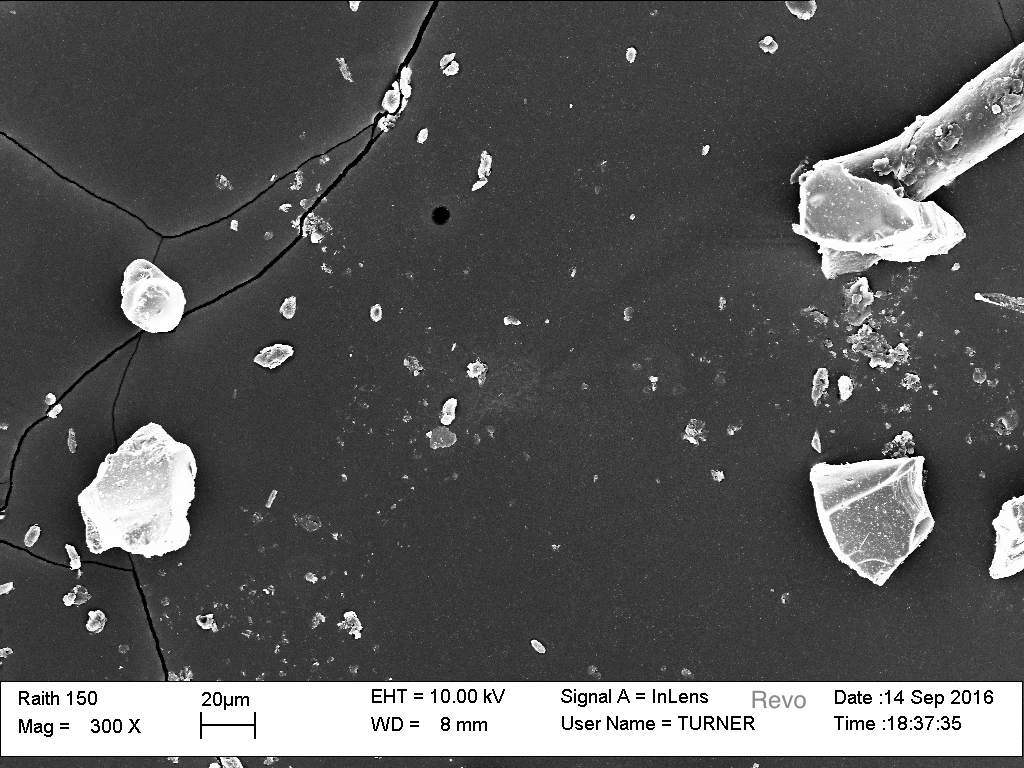 Raith 150 20µm EHT = 10.00 kV Signal A = InLens Revo Date :14 Sep 2016
Mag = 300 X WD = 8 mm User Name = TURNER Time :18:37:35